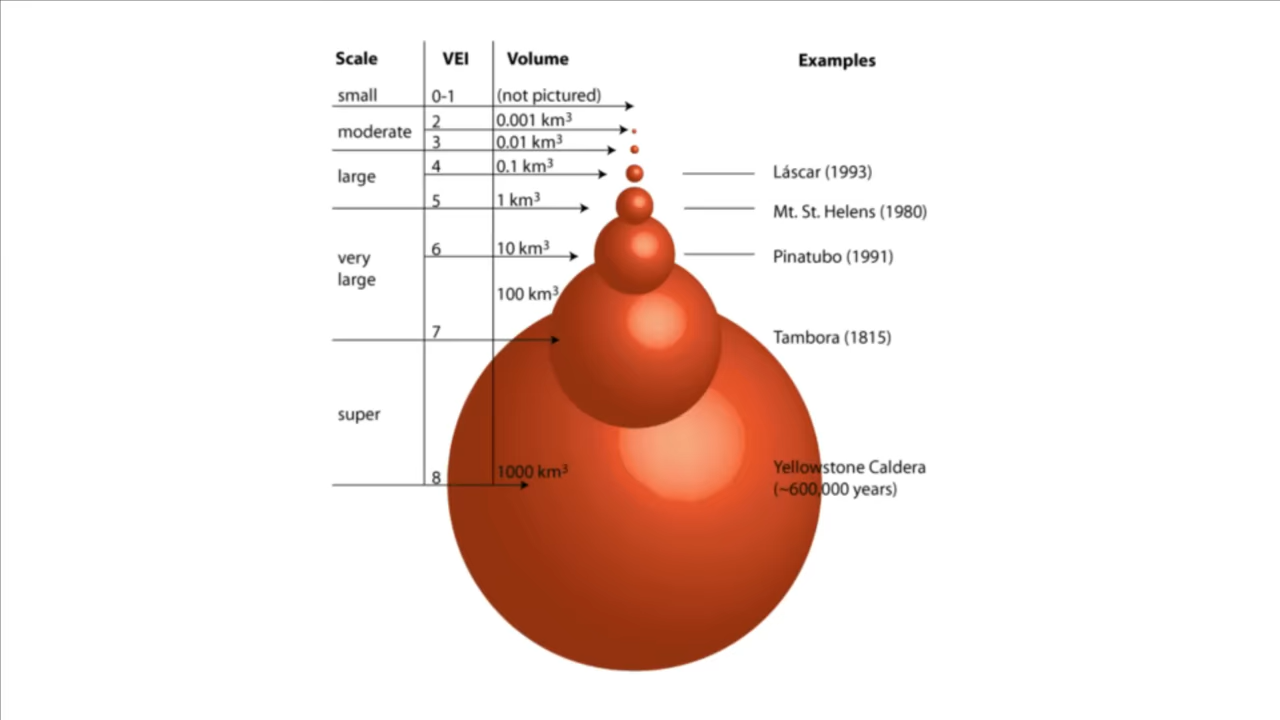 Scale VEI Volume Examples
small 0-1 (not pictured)
2 0.001 km³
moderate
3 0.01 km³
4 0.1 km³ Láscar (1993)
large
5 1 km³ Mt. St. Helens (1980)
6 10 km³ Pinatubo (1991)
very
large
100 km³
7 Tambora (1815)
super
8 1000 km³ Yellowstone Caldera
(~600,000 years)